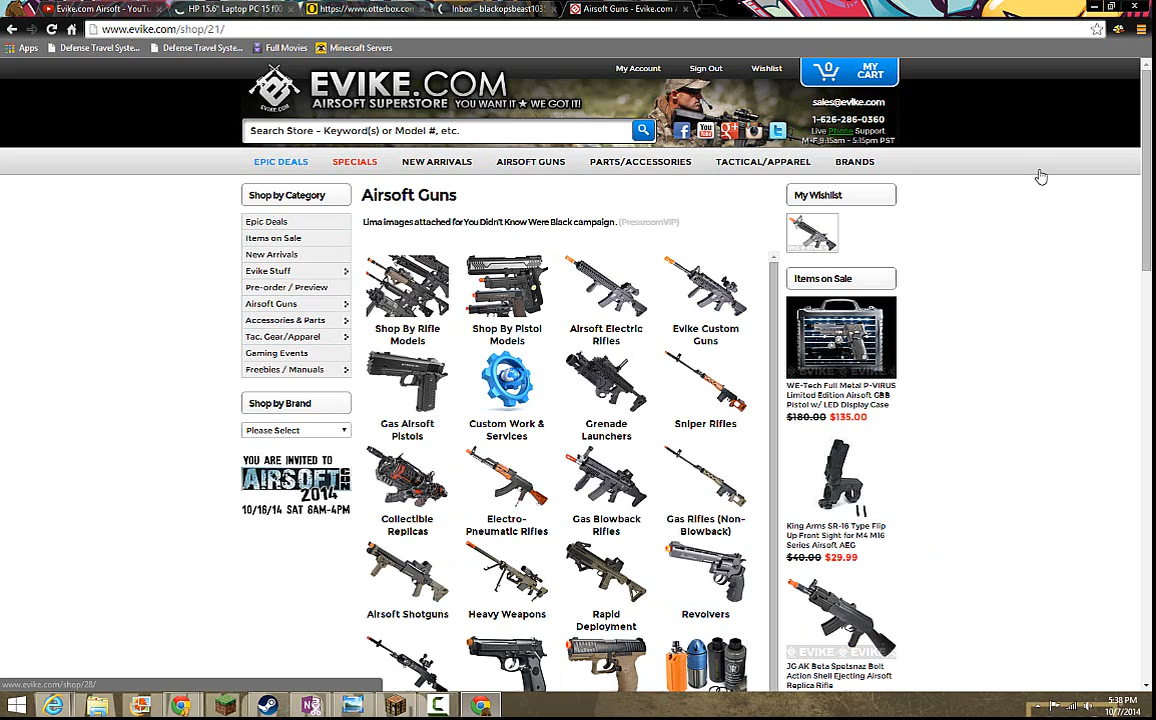 Evike.com Airsoft - YouTu
HP 15.6" Laptop PC 15 f00
https://www.otterbox.con
Inbox - blackopsbeast103
Airsoft Guns - Evike.com
www.evike.com/shop/21/
Apps
Defense Travel Syste...
Defense Travel Syste...
Full Movies
Minecraft Servers
My Account
Sign Out
Wishlist
0
MY CART
EVIKE
EVIKE.COM
AIRSOFT SUPERSTORE YOU WANT IT ★ WE GOT IT!
sales@evike.com
1-626-286-0360
Live Phone Support
M-F 9:15am - 5:15pm PST
Search Store - Keyword(s) or Model #, etc.
EPIC DEALS
SPECIALS
NEW ARRIVALS
AIRSOFT GUNS
PARTS/ACCESSORIES
TACTICAL/APPAREL
BRANDS
Shop by Category
Epic Deals
Items on Sale
New Arrivals
Evike Stuff
Pre-order / Preview
Airsoft Guns
Accessories & Parts
Tac. Gear/Apparel
Gaming Events
Freebies / Manuals
Shop by Brand
Please Select
YOU ARE INVITED TO
AIRSOFTCON
2014
10/18/14 SAT 8AM-4PM
Airsoft Guns
Lima images attached for You Didn't Know Were Black campaign. (PressroomVIP)
Shop By Rifle
Models
Shop By Pistol
Models
Airsoft Electric
Rifles
Evike Custom
Guns
Gas Airsoft
Pistols
Custom Work &
Services
Grenade
Launchers
Sniper Rifles
Collectible
Replicas
Electro-
Pneumatic Rifles
Gas Blowback
Rifles
Gas Rifles (Non-
Blowback)
Airsoft Shotguns
Heavy Weapons
Rapid
Deployment
Revolvers
My Wishlist
Items on Sale
WE-Tech Full Metal P-VIRUS
Limited Edition Airsoft GBB
Pistol w/ LED Display Case
$180.00 $135.00
King Arms SR-16 Type Flip
Up Front Sight for M4 M16
Series Airsoft AEG
$40.00 $29.99
EVIKE
JG AK Beta Spetsnaz Bolt
Action Shell Ejecting Airsoft
Replica Rifle
www.evike.com/shop/28/
5:38 PM
10/7/2014